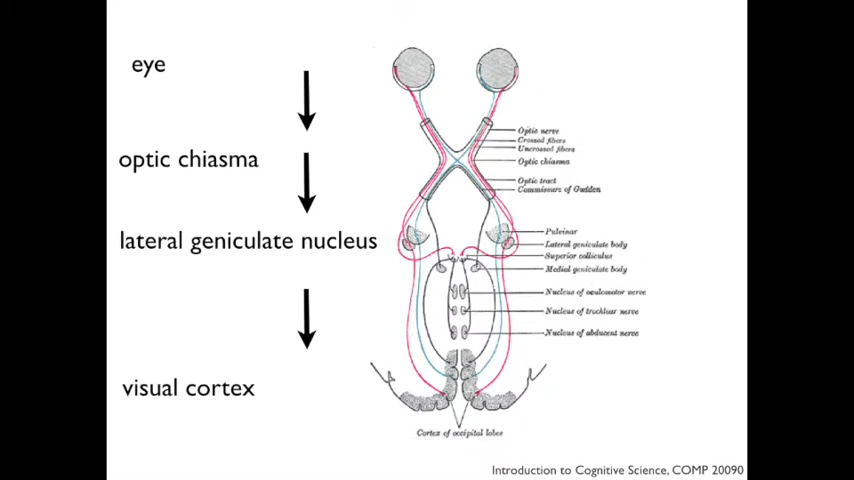 eye
optic chiasma
lateral geniculate nucleus
visual cortex
Optic nerve
Crossed fibers
Uncrossed fibers
Optic chiasma
Optic tract
Commissure of Gudden
Pulvinar
Lateral geniculate body
Superior colliculus
Medial geniculate body
Nucleus of oculomotor nerve
Nucleus of trochlear nerve
Nucleus of abducent nerve
Cortex of occipital lobes
Introduction to Cognitive Science, COMP 20090